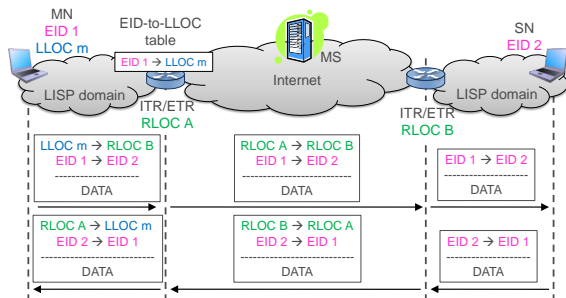 MN
EID 1
LLOC m
EID-to-LLOC
table
EID 1 → LLOC m
MS
Internet
SN
EID 2
LISP domain
ITR/ETR
RLOC A
ITR/ETR
RLOC B
LISP domain
LLOC m → RLOC B
EID 1 → EID 2
--------------------
DATA
RLOC A → RLOC B
EID 1 → EID 2
--------------------
DATA
EID 1 → EID 2
--------------------
DATA
RLOC A → LLOC m
EID 2 → EID 1
--------------------
DATA
RLOC B → RLOC A
EID 2 → EID 1
--------------------
DATA
EID 2 → EID 1
--------------------
DATA